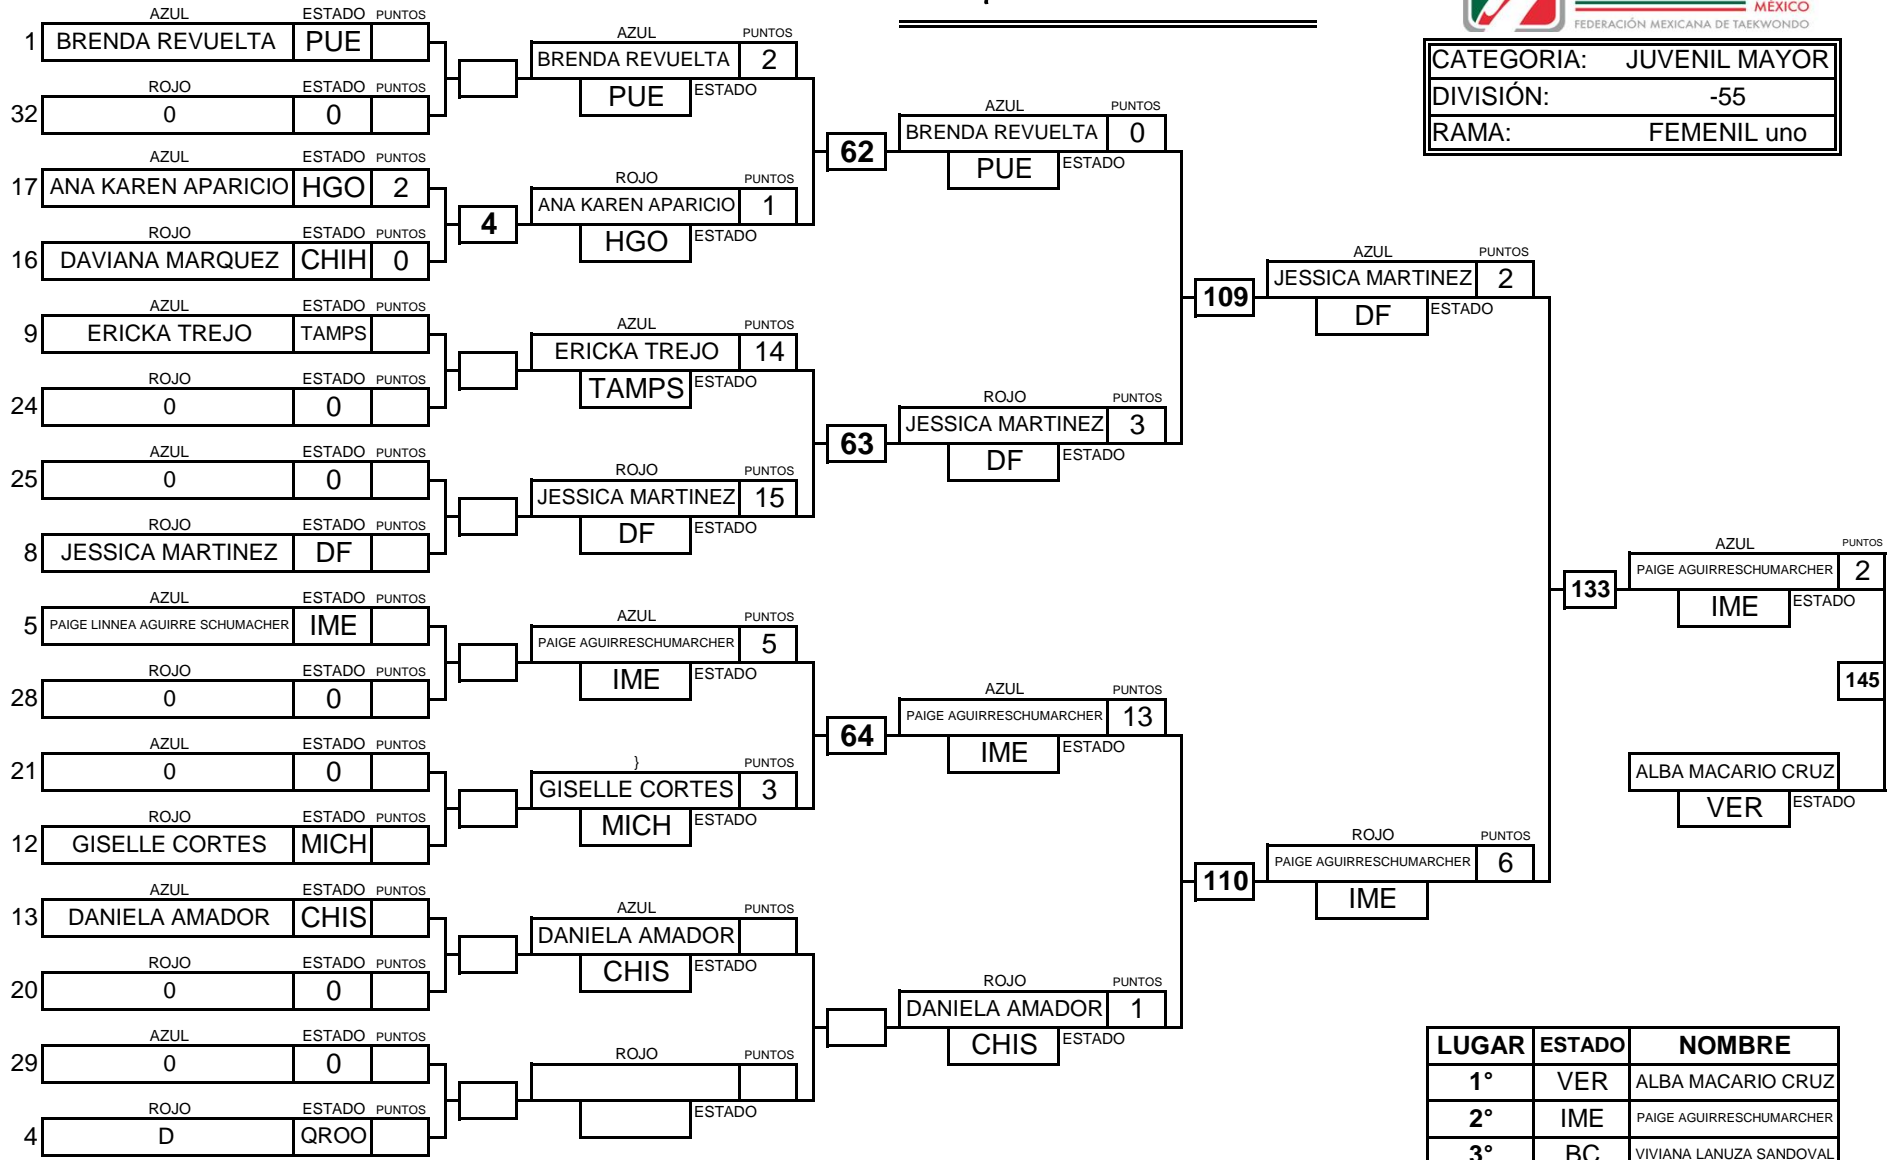 MÉXICO
FEDERACIÓN MEXICANA DE TAEKWONDO
CATEGORIA: JUVENIL MAYOR
DIVISIÓN: -55
RAMA: FEMENIL uno
AZUL ESTADO PUNTOS
1 BRENDA REVUELTA PUE
ROJO ESTADO PUNTOS
32 0 0
AZUL ESTADO PUNTOS
17 ANA KAREN APARICIO HGO 2
ROJO ESTADO PUNTOS
16 DAVIANA MARQUEZ CHIH 0
4
AZUL ESTADO PUNTOS
9 ERICKA TREJO TAMPS
ROJO ESTADO PUNTOS
24 0 0
AZUL ESTADO PUNTOS
25 0 0
ROJO ESTADO PUNTOS
8 JESSICA MARTINEZ DF
AZUL ESTADO PUNTOS
5 PAIGE LINNEA AGUIRRE SCHUMACHER IME
ROJO ESTADO PUNTOS
28 0 0
AZUL ESTADO PUNTOS
21 0 0
ROJO ESTADO PUNTOS
12 GISELLE CORTES MICH
AZUL ESTADO PUNTOS
13 DANIELA AMADOR CHIS
ROJO ESTADO PUNTOS
20 0 0
AZUL ESTADO PUNTOS
29 0 0
ROJO ESTADO PUNTOS
4 D QROO
AZUL PUNTOS
BRENDA REVUELTA 2
PUE ESTADO
ROJO PUNTOS
ANA KAREN APARICIO 1
HGO ESTADO
62
AZUL PUNTOS
ERICKA TREJO 14
TAMPS ESTADO
ROJO PUNTOS
JESSICA MARTINEZ 15
DF ESTADO
63
AZUL PUNTOS
PAIGE AGUIRRESCHUMARCHER 5
IME ESTADO
} PUNTOS
GISELLE CORTES 3
MICH ESTADO
64
AZUL PUNTOS
DANIELA AMADOR
CHIS ESTADO
ROJO PUNTOS
ESTADO
AZUL PUNTOS
BRENDA REVUELTA 0
PUE ESTADO
ROJO PUNTOS
JESSICA MARTINEZ 3
DF ESTADO
109
AZUL PUNTOS
PAIGE AGUIRRESCHUMARCHER 13
IME ESTADO
ROJO PUNTOS
DANIELA AMADOR 1
CHIS ESTADO
110
AZUL PUNTOS
JESSICA MARTINEZ 2
DF ESTADO
ROJO PUNTOS
PAIGE AGUIRRESCHUMARCHER 6
IME
133
AZUL PUNTOS
PAIGE AGUIRRESCHUMARCHER 2
IME ESTADO
145
ALBA MACARIO CRUZ
VER ESTADO
LUGAR ESTADO NOMBRE
1° VER ALBA MACARIO CRUZ
2° IME PAIGE AGUIRRESCHUMARCHER
3° BC VIVIANA LANUZA SANDOVAL